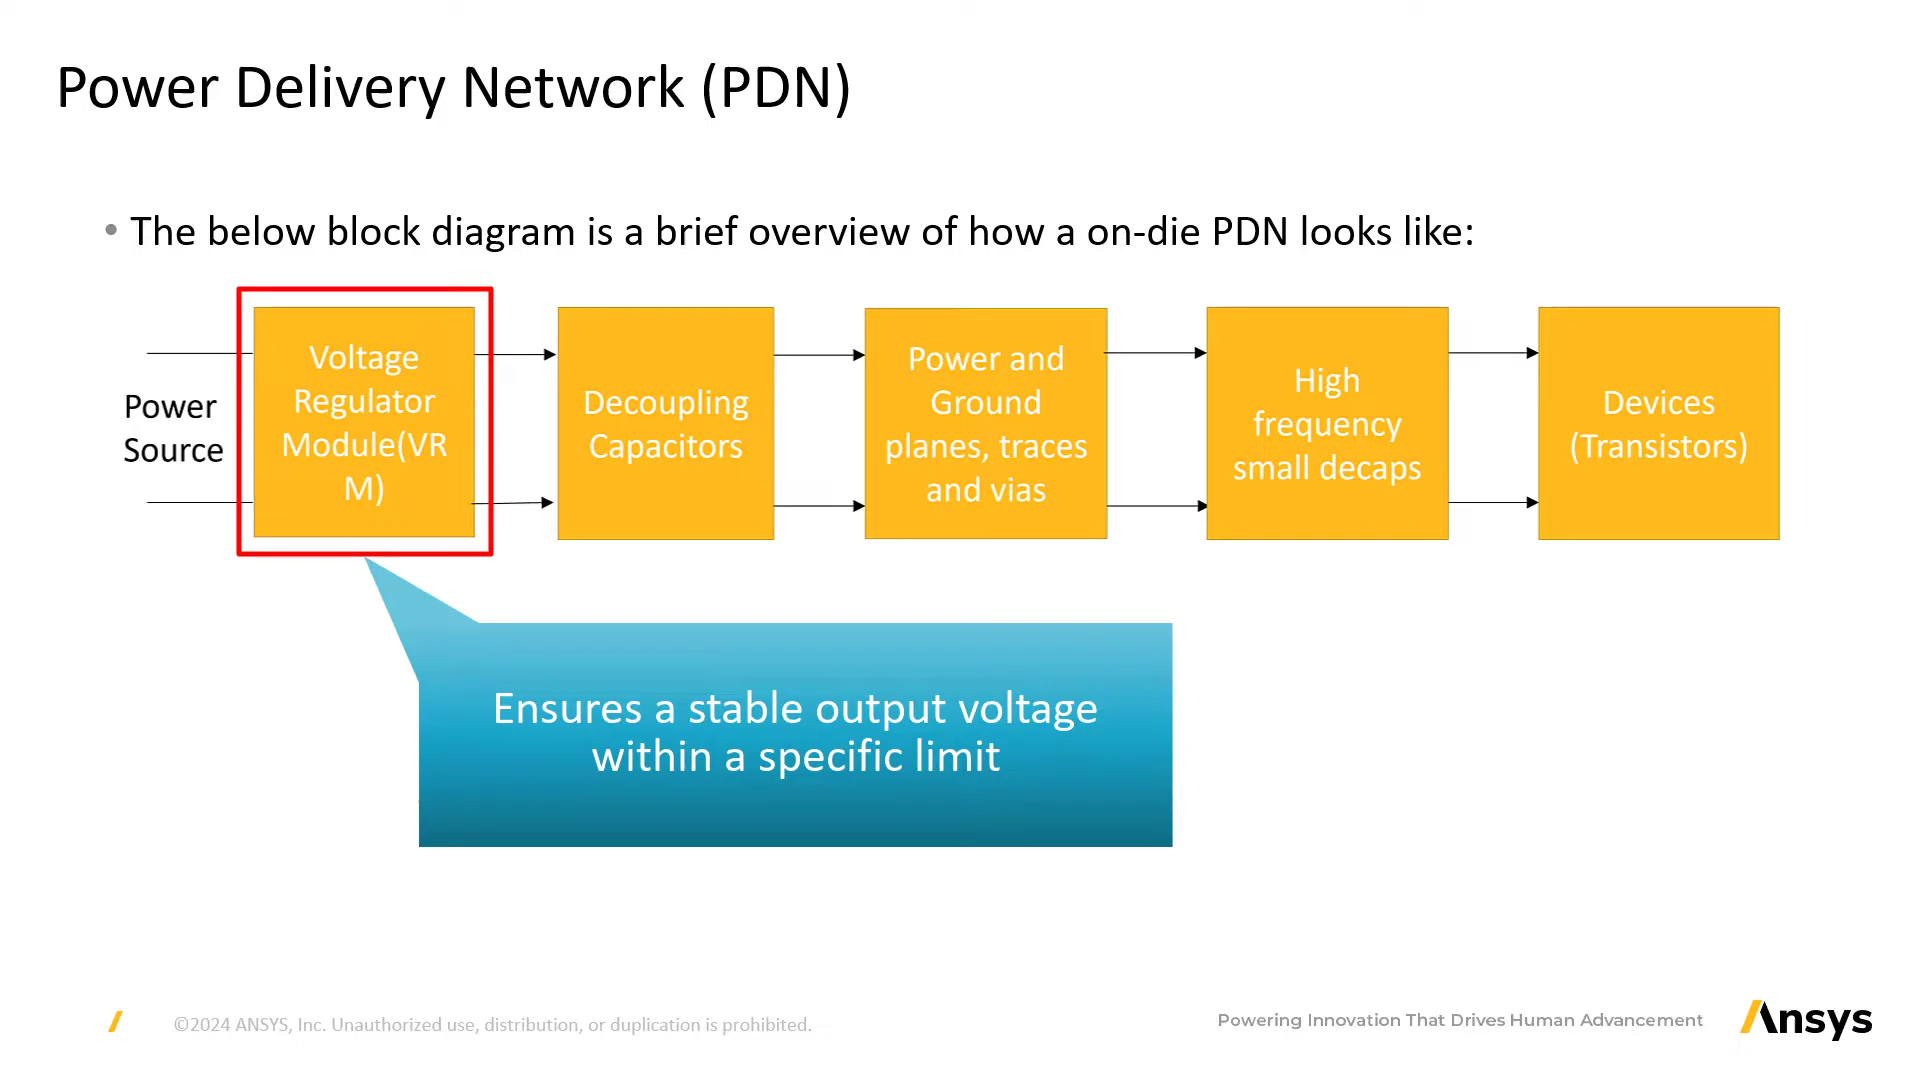 Power Delivery Network (PDN)
• The below block diagram is a brief overview of how a on-die PDN looks like:
Power
Source
Voltage
Regulator
Module(VR
M)
Decoupling
Capacitors
Power and
Ground
planes, traces
and vias
High
frequency
small decaps
Devices
(Transistors)
Ensures a stable output voltage
within a specific limit
©2024 ANSYS, Inc. Unauthorized use, distribution, or duplication is prohibited.
Powering Innovation That Drives Human Advancement
Ansys